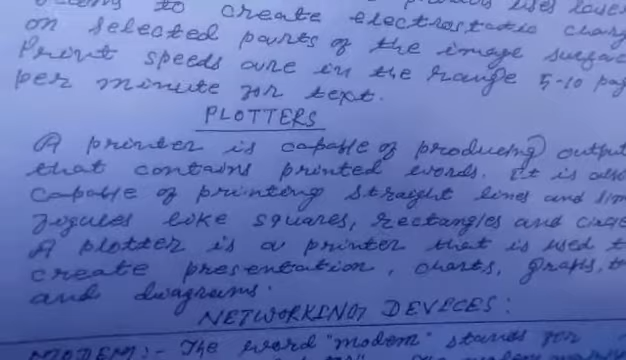 to create electrostatic
on selected parts of the image
Print speeds are in the range 5-10
per minute for text.
PLOTTERS
A printer is capable of producing output
that contains printed words. It is also
capable of printing straight lines and
figules like squares, rectangles and
A plotter is a printer that is used
create presentation, charts, graphs,
and diagrams.
NETWORKING DEVICES:
MODEM:- The word "modem" stands for